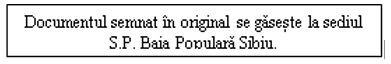 Documentul semnat în original se găsește la sediul
S.P. Baia Populară Sibiu.